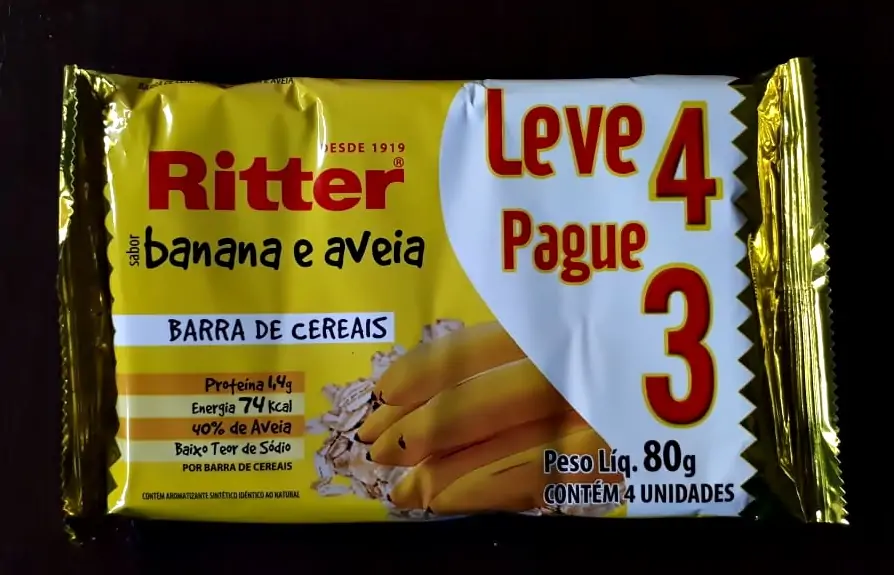 DESDE 1919
Ritter®
sabor
banana e aveia
BARRA DE CEREAIS
Proteína 1,4g
Energia 74 Kcal
40% de Aveia
Baixo Teor de Sódio
POR BARRA DE CEREAIS
CONTÉM AROMATIZANTE SINTÉTICO IDÊNTICO AO NATURAL
Leve 4
Pague 3
Peso Líq. 80g
CONTÉM 4 UNIDADES